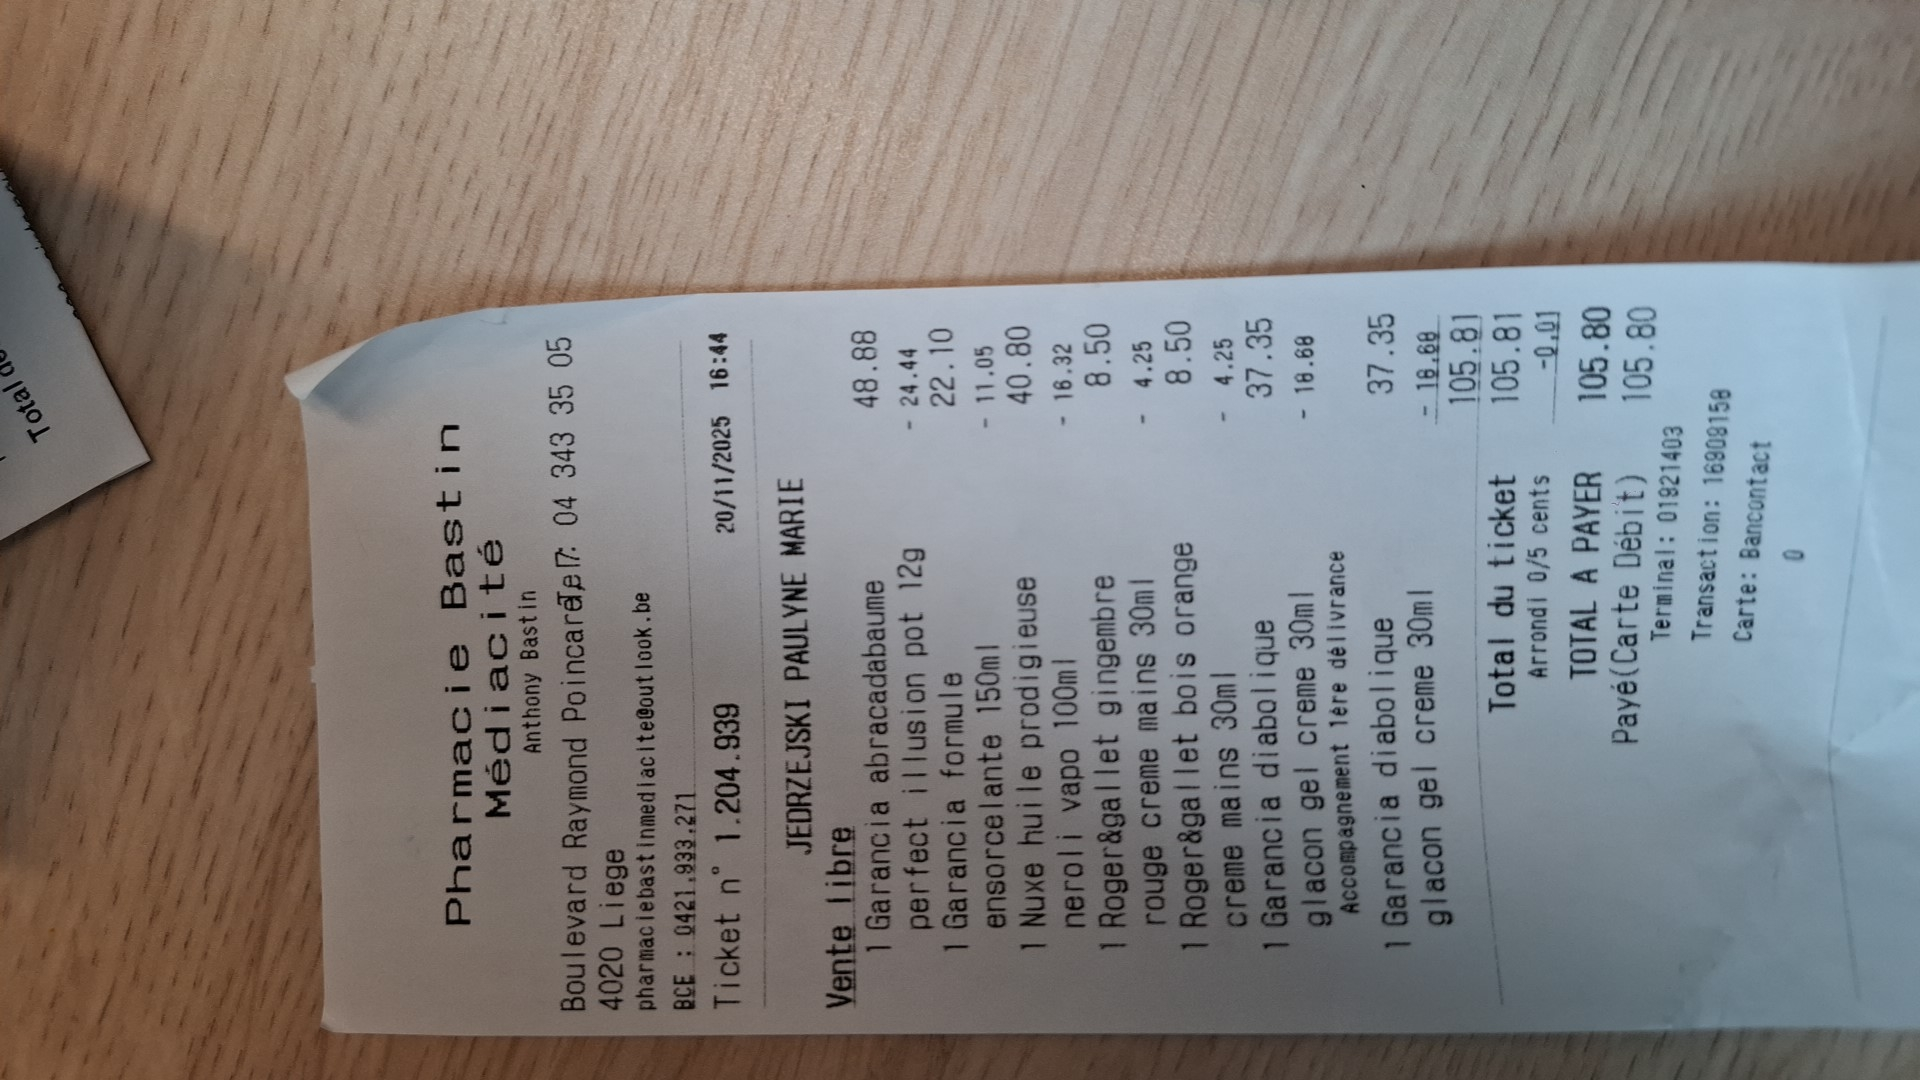 Total
Pharmacie Bastin
Médiacité
Anthony Bastin
Boulevard Raymond Poincaré,7 Tel: 04 343 35 05
4020 Liege
pharmaciebastinmediacite@outlook.be
BCE : 0421.933.271
Ticket n° 1.204.939 20/11/2025 16:44
JEDRZEJSKI PAULYNE MARIE
Vente libre
1 Garancia abracadabaume 48.88
perfect illusion pot 12g - 24.44
1 Garancia formule 22.10
ensorcelante 150ml - 11.05
1 Nuxe huile prodigieuse 40.80
neroli vapo 100ml - 16.32
1 Roger&gallet gingembre 8.50
rouge creme mains 30ml - 4.25
1 Roger&gallet bois orange 8.50
creme mains 30ml - 4.25
1 Garancia diabolique 37.35
glacon gel creme 30ml - 18.68
Accompagnement 1ère délivrance
1 Garancia diabolique 37.35
glacon gel creme 30ml - 18.68
105.81
Total du ticket 105.81
Arrondi 0/5 cents -0.01
TOTAL A PAYER 105.80
Payé(Carte Débit) 105.80
Terminal:
Transaction:
Carte: Bancontact
0